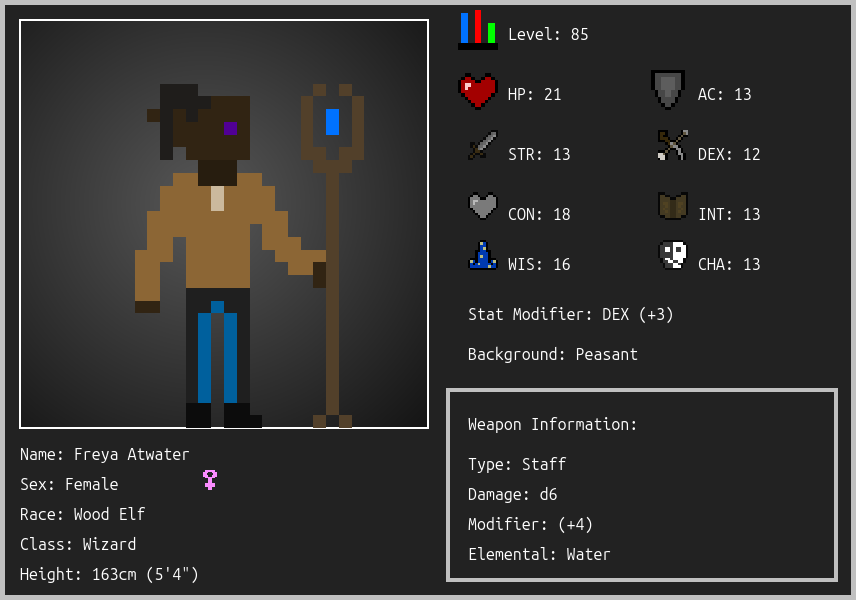 Level: 85
HP: 21
AC: 13
STR: 13
DEX: 12
CON: 18
INT: 13
WIS: 16
CHA: 13
Stat Modifier: DEX (+3)
Background: Peasant
Weapon Information:
Type: Staff
Damage: d6
Modifier: (+4)
Elemental: Water
Name: Freya Atwater
Sex: Female
Race: Wood Elf
Class: Wizard
Height: 163cm (5'4")